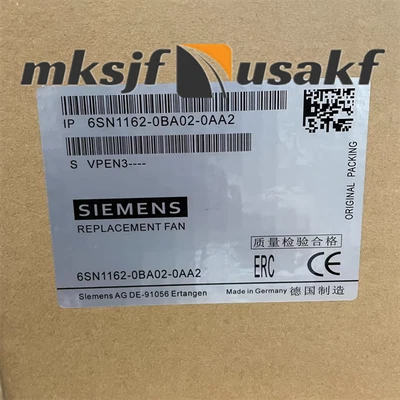 mksjf usakf
IP 6SN1162-0BA02-0AA2
S VPEN3----
SIEMENS
REPLACEMENT FAN
ORIGINAL PACKING
质量检验合格
ERC CE
6SN1162-0BA02-0AA2
Siemens AG DE-91056 Ertangen
Made in Germany 德国制造